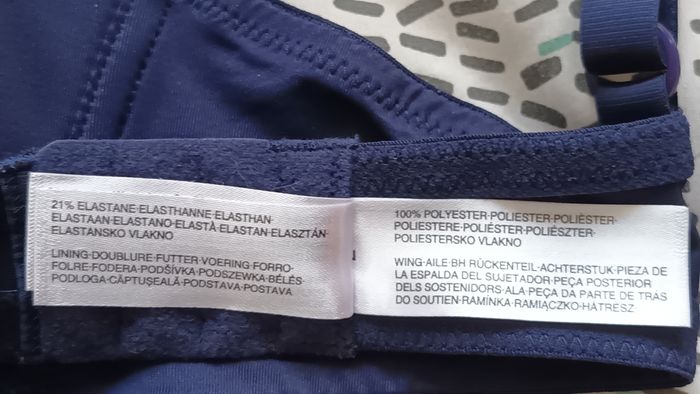 21% ELASTANE·ELASTHANNE·ELASTHAN
ELASTAAN·ELASTANO·ELASTĂ·ELASTAN·ELASZTÁN·
ELASTANSKO VLAKNO
LINING·DOUBLURE·FUTTER·VOERING·FORRO·
FOLRE·FODERA·PODŠÍVKA·PODSZEWKA·BÉLÉS·
PODLOGA·CĂPTUŞEALĂ·PODSTAVA·POSTAVA
100% POLYESTER·POLIESTER·POLIÈSTER·
POLIESTERE·POLIÉSTER·POLIÉSZTER·
POLIESTERSKO VLAKNO
WING·AILE·BH RÜCKENTEIL·ACHTERSTUK·PIEZA DE
LA ESPALDA DEL SUJETADOR·PEÇA POSTERIOR
DELS SOSTENIDORS·ALA·PEÇA DA PARTE DE TRÁS
DO SOUTIEN·RAMÍNKA·RAMIĄCZKO·HÁTRÉSZ